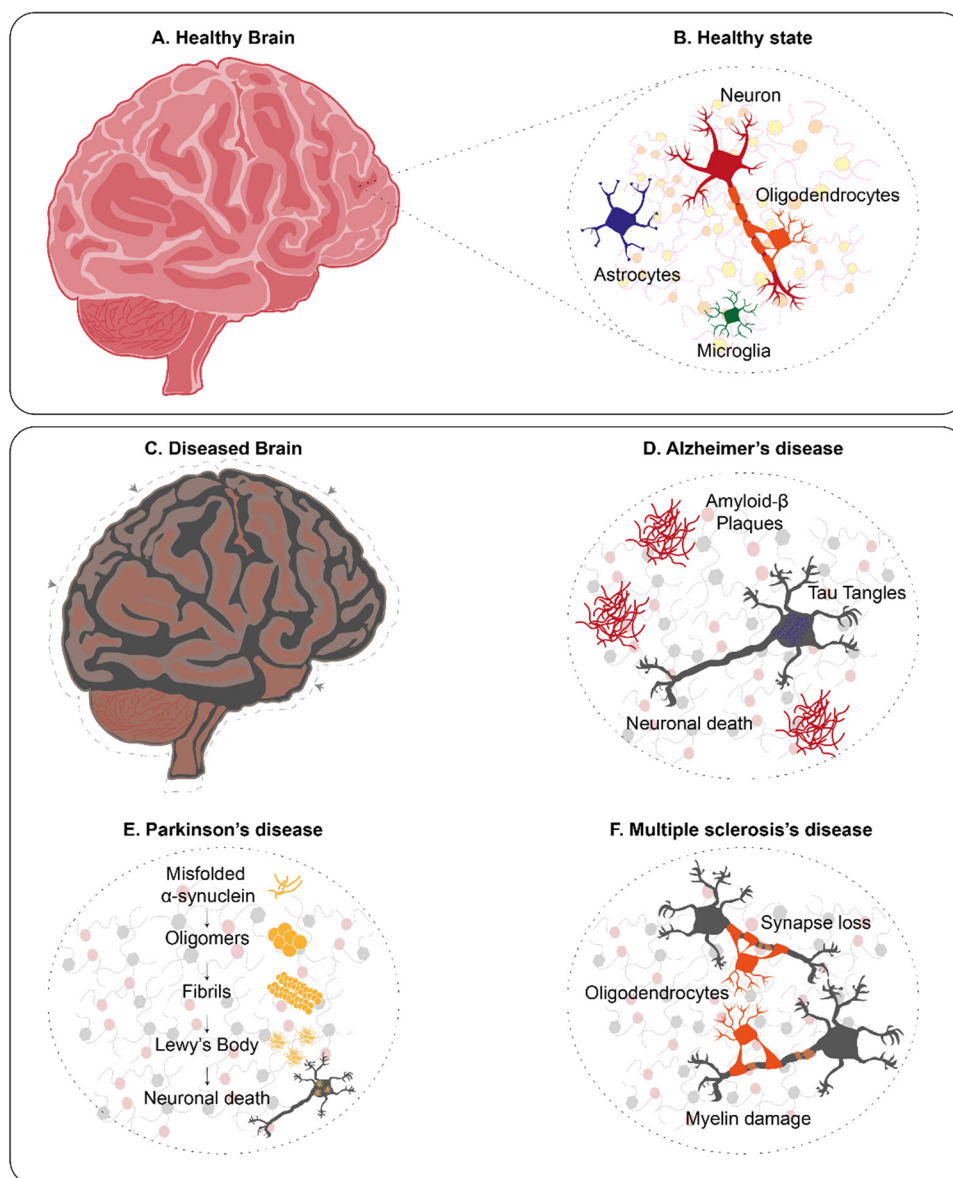 A. Healthy Brain
B. Healthy state
Neuron
Oligodendrocytes
Astrocytes
Microglia
C. Diseased Brain
D. Alzheimer's disease
Amyloid-β
Plaques
Tau Tangles
Neuronal death
E. Parkinson's disease
Misfolded
α-synuclein
Oligomers
Fibrils
Lewy's Body
Neuronal death
F. Multiple sclerosis's disease
Synapse loss
Oligodendrocytes
Myelin damage